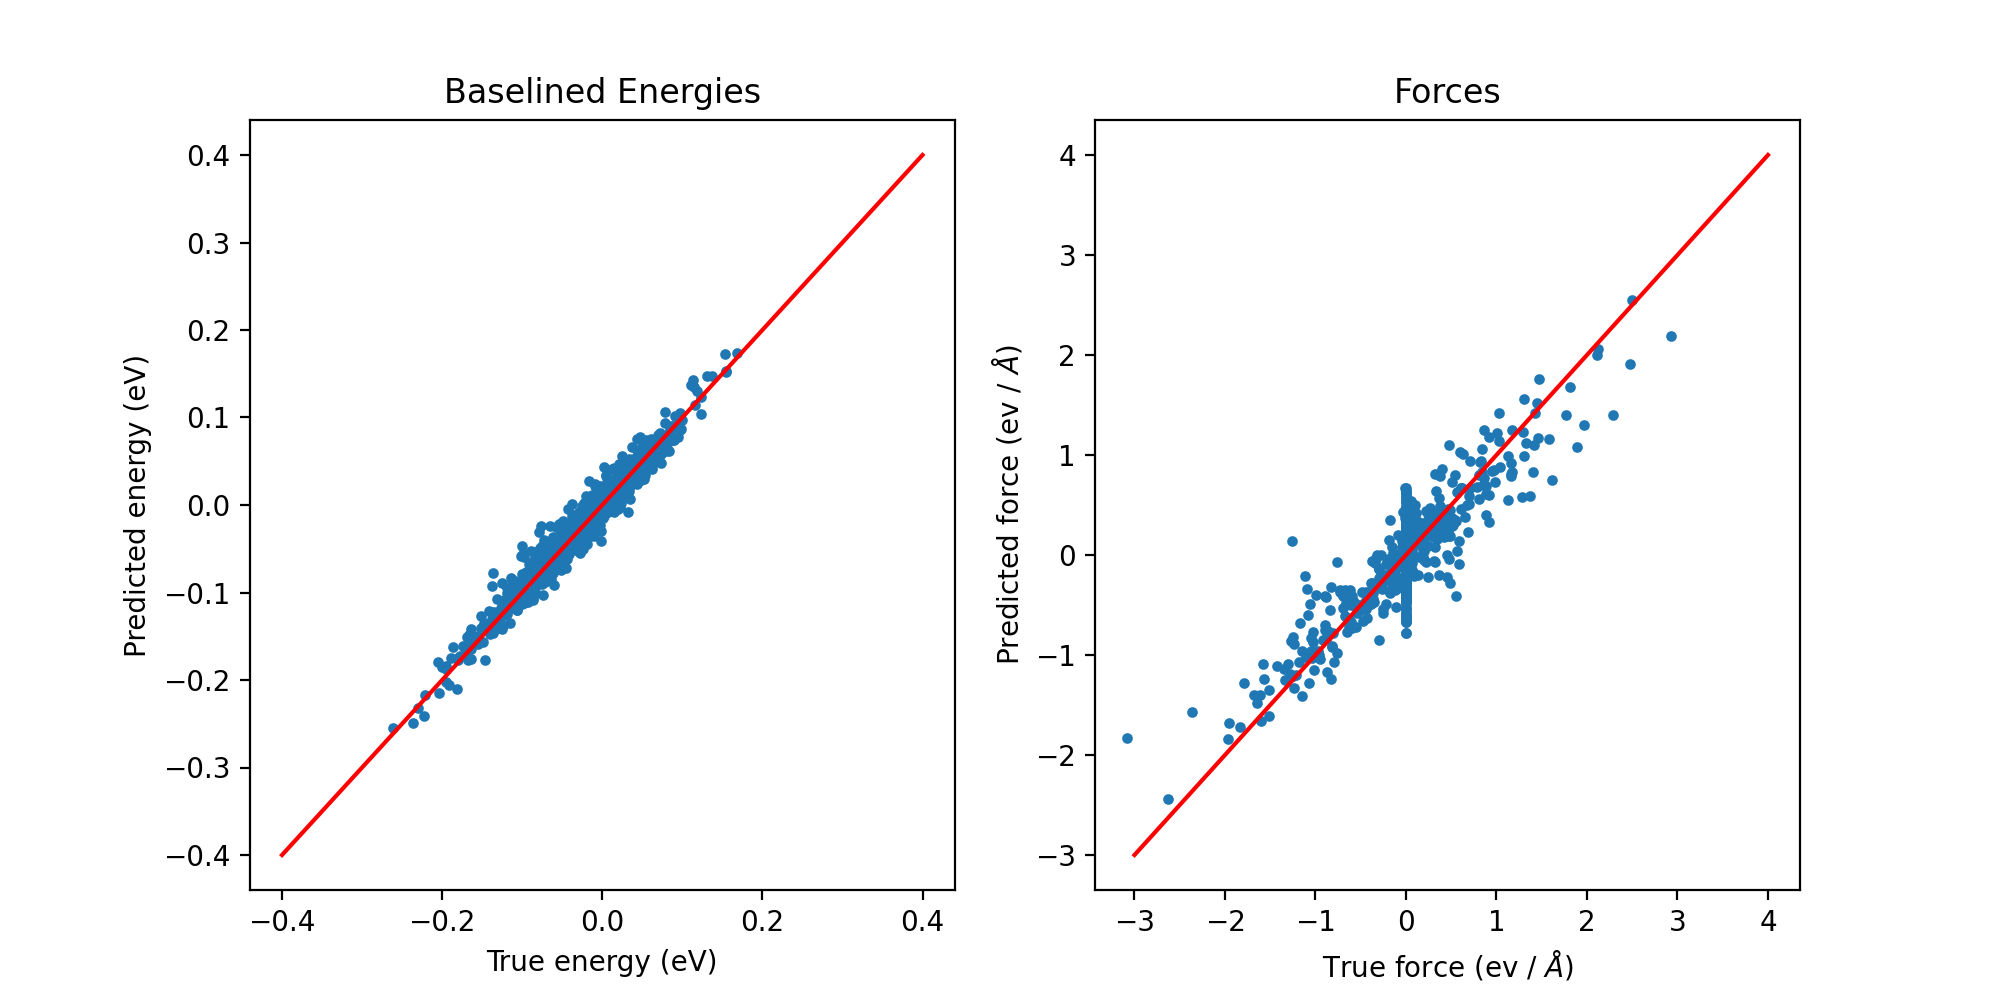 Baselined Energies
Predicted energy (eV)
0.4
0.3
0.2
0.1
0.0
−0.1
−0.2
−0.3
−0.4
−0.4 −0.2 0.0 0.2 0.4
True energy (eV)
Forces
Predicted force (ev / Å)
4
3
2
1
0
−1
−2
−3
−3 −2 −1 0 1 2 3 4
True force (ev / Å)